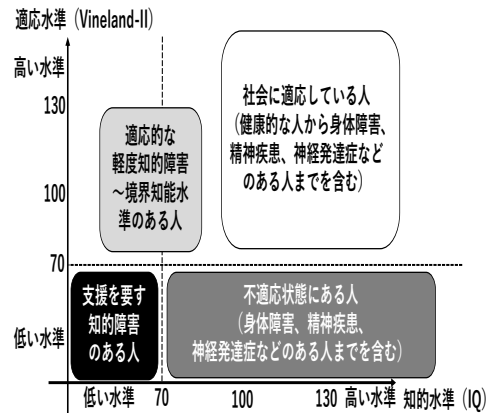 適応水準（Vineland-II）
高い水準
130
100
70
低い水準
適応的な
軽度知的障害
～境界知能水
準のある人
社会に適応している人
（健康的な人から身体障害、
精神疾患、神経発達症など
のある人までを含む）
支援を要す
知的障害
のある人
不適応状態にある人
（身体障害、精神疾患、
神経発達症などのある人までを含む）
低い水準 70 100 130 高い水準 知的水準（IQ）